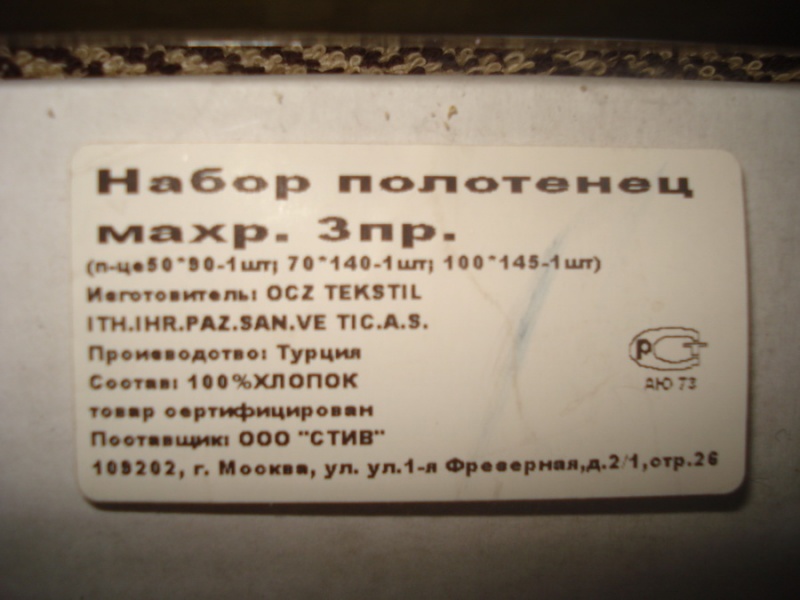 Набор полотенец
махр. 3пр.
(п-це50*90-1шт; 70*140-1шт; 100*145-1шт)
Изготовитель: OCZ TEKSTIL
ITH.IHR.PAZ.SAN.VE TIC.A.S.
Производство: Турция
Состав: 100%ХЛОПОК
товар сертифицирован
Поставщик: ООО "СТИВ"
109202, г. Москва, ул. ул.1-я Фрезерная,д.2/1,стр.26
РС
АЮ 73